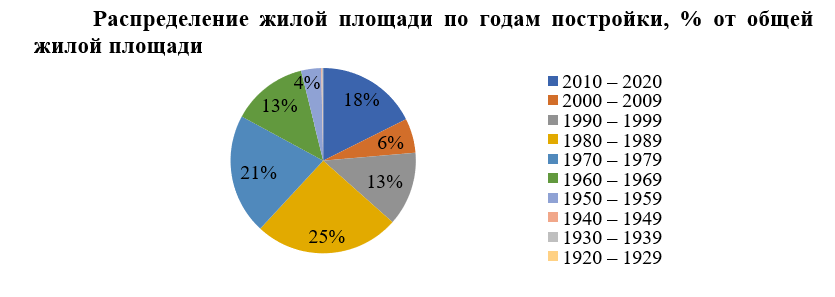 Распределение жилой площади по годам постройки, % от общей
жилой площади
4%
18%
13%
6%
21%
13%
25%
2010 – 2020
2000 – 2009
1990 – 1999
1980 – 1989
1970 – 1979
1960 – 1969
1950 – 1959
1940 – 1949
1930 – 1939
1920 – 1929